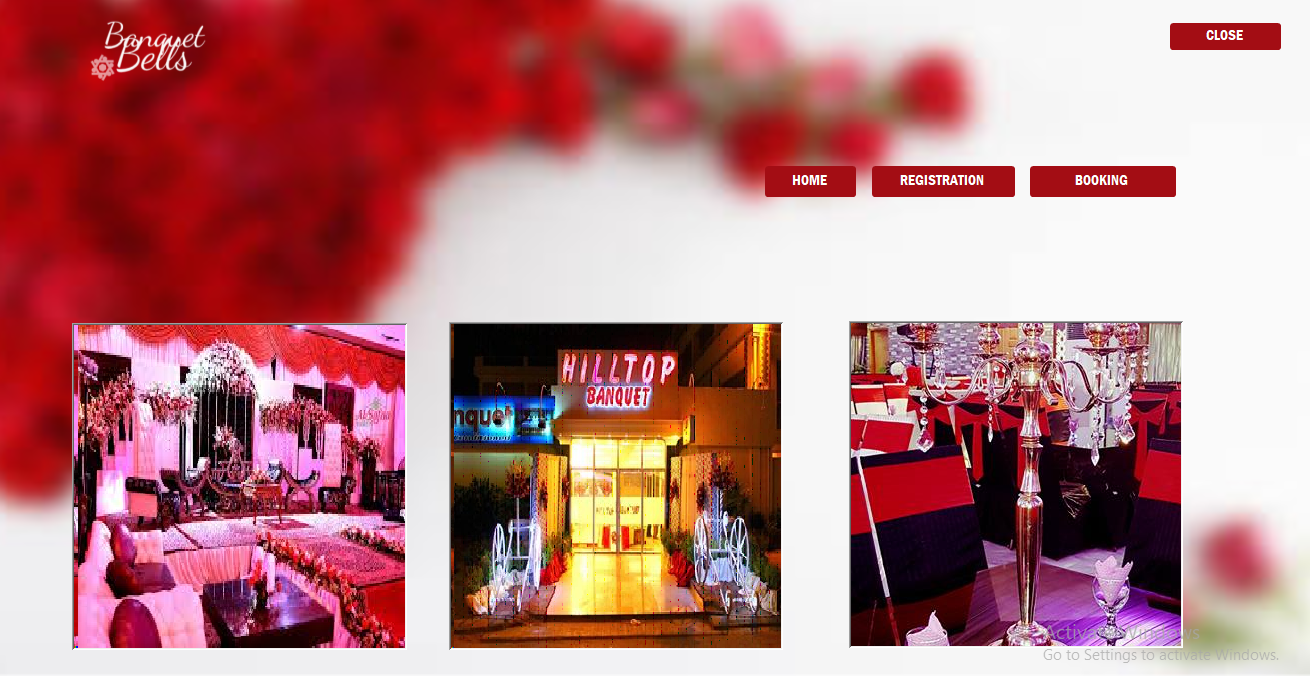 Banquet
Bells
CLOSE
HOME
REGISTRATION
BOOKING
HILLTOP
BANQUET
nquet
Activate Windows
Go to Settings to activate Windows.